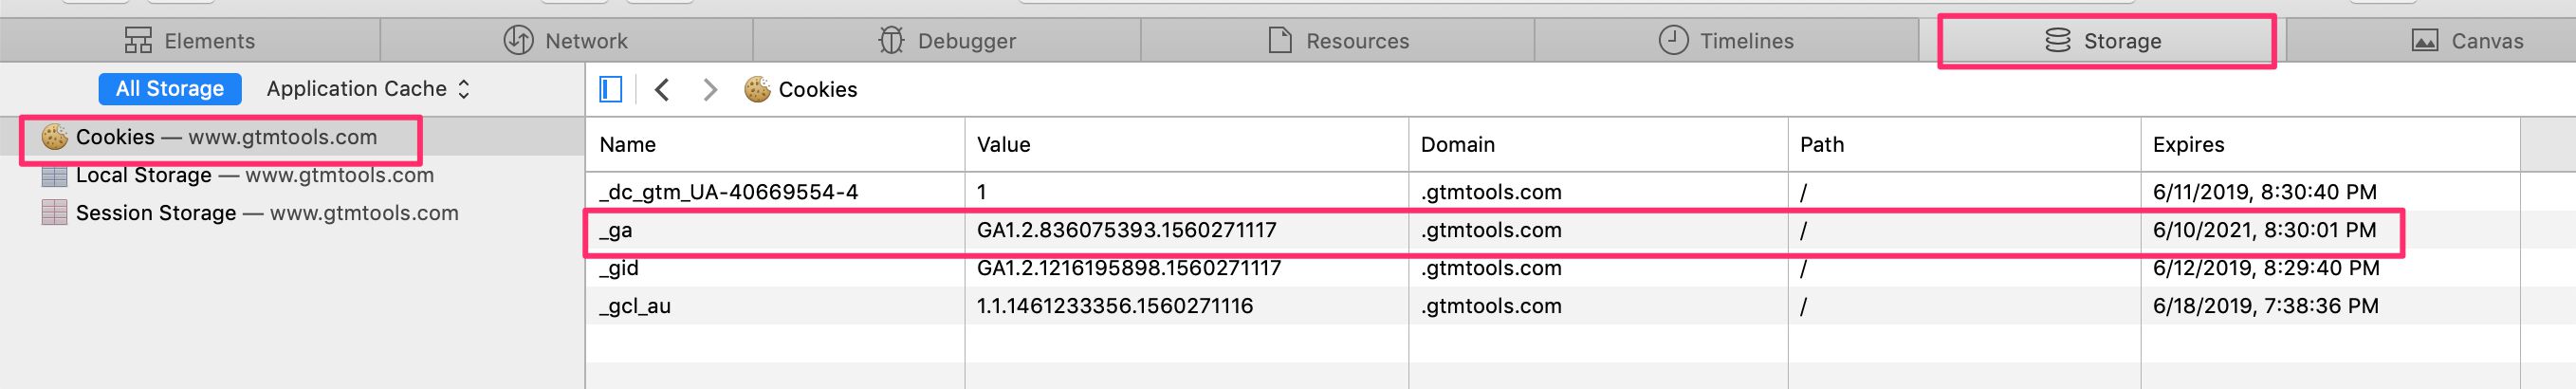 Elements Network Debugger Resources Timelines Storage Canvas
All Storage Application Cache Cookies
Cookies — www.gtmtools.com
Local Storage — www.gtmtools.com
Session Storage — www.gtmtools.com
Name Value Domain Path Expires
_dc_gtm_UA-40669554-4 1 .gtmtools.com / 6/11/2019, 8:30:40 PM
_ga GA1.2.836075393.1560271117 .gtmtools.com / 6/10/2021, 8:30:01 PM
_gid GA1.2.1216195898.1560271117 .gtmtools.com / 6/12/2019, 8:29:40 PM
_gcl_au 1.1.1461233356.1560271116 .gtmtools.com / 6/18/2019, 7:38:36 PM